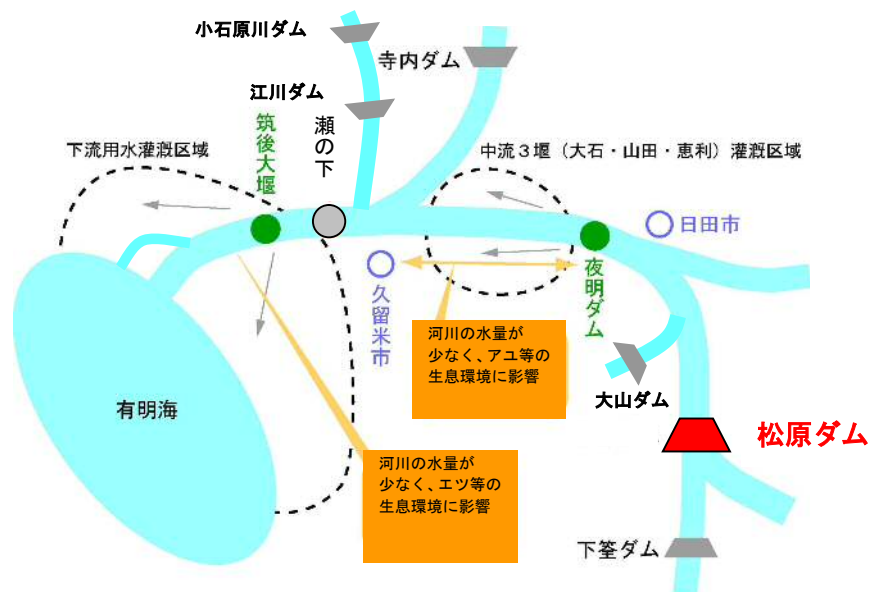 小石原川ダム
寺内ダム
江川ダム
筑後大堰
瀬の下
下流用水灌漑区域
中流３堰（大石・山田・恵利）灌漑区域
日田市
久留米市
夜明ダム
河川の水量が
少なく、アユ等の
生息環境に影響
大山ダム
有明海
松原ダム
河川の水量が
少なく、エツ等の
生息環境に影響
下筌ダム